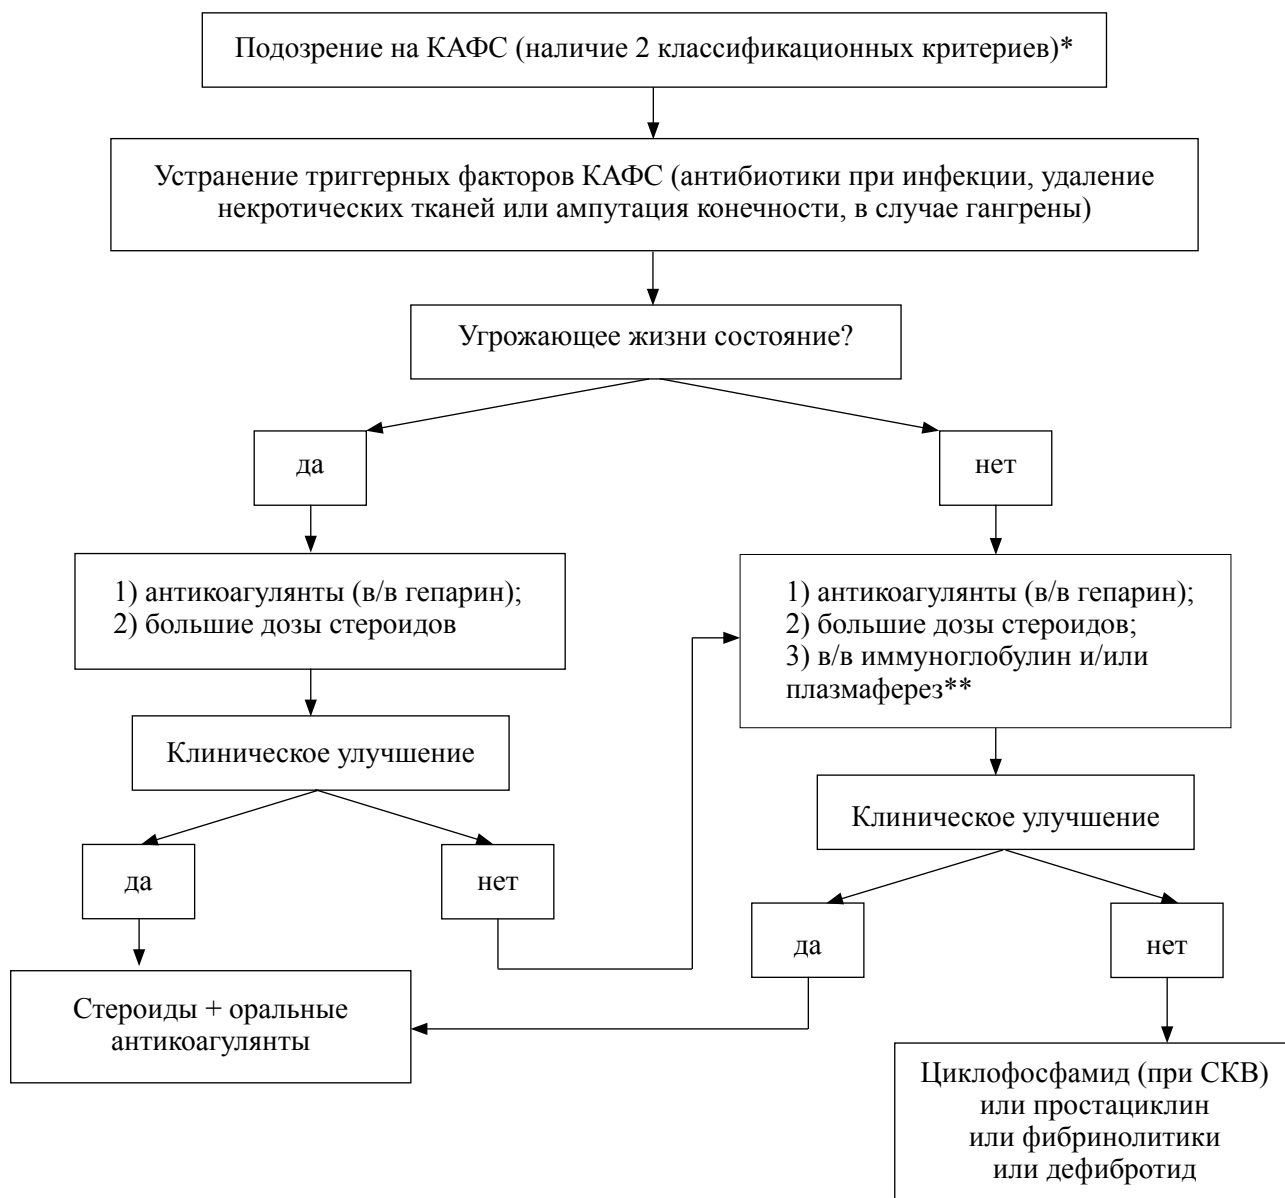 Подозрение на КАФС (наличие 2 классификационных критериев)*
Устранение триггерных факторов КАФС (антибиотики при инфекции, удаление
некротических тканей или ампутация конечности, в случае гангрены)
Угрожающее жизни состояние?
да
нет
1) антикоагулянты (в/в гепарин);
2) большие дозы стероидов
1) антикоагулянты (в/в гепарин);
2) большие дозы стероидов;
3) в/в иммуноглобулин и/или
плазмаферез**
Клиническое улучшение
Клиническое улучшение
да
нет
да
нет
Стероиды + оральные
антикоагулянты
Циклофосфамид (при СКВ)
или простациклин
или фибринолитики
или дефибротид